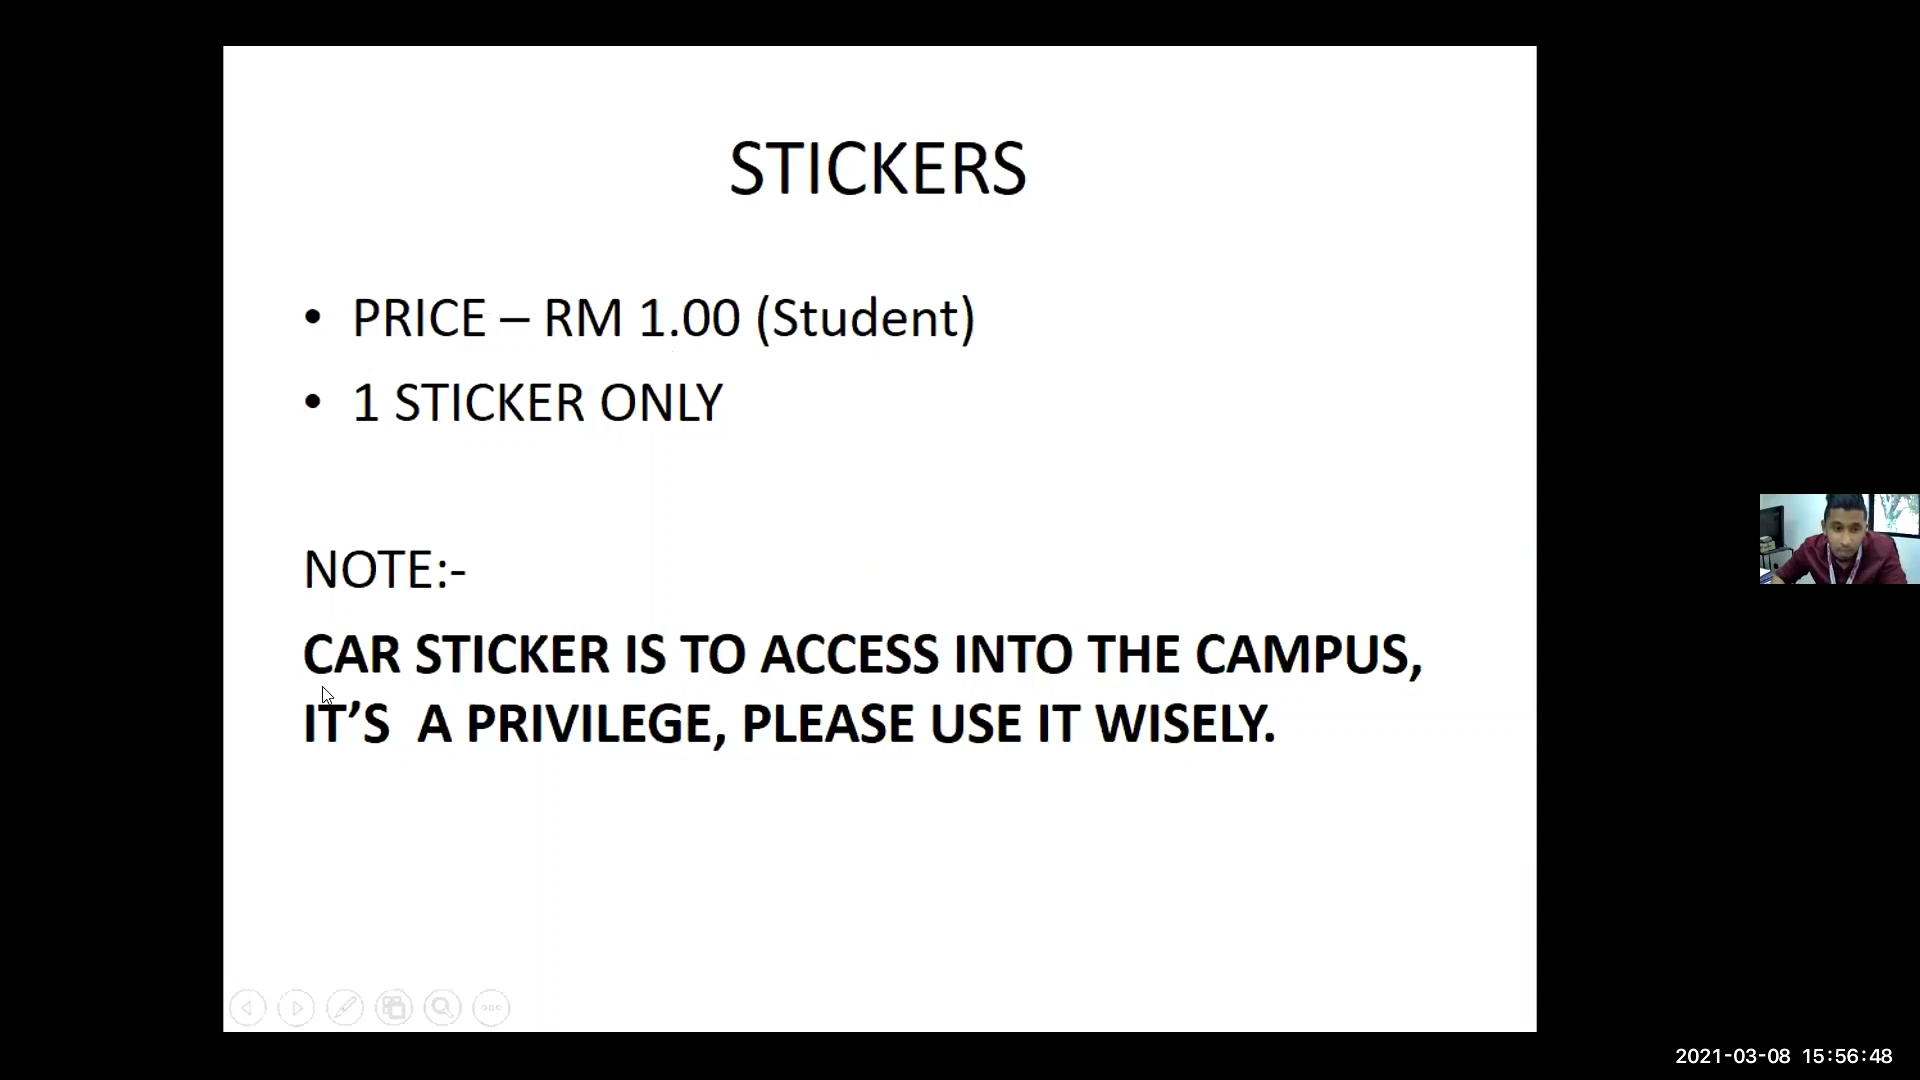 STICKERS
• PRICE – RM 1.00 (Student)
• 1 STICKER ONLY
NOTE:-
CAR STICKER IS TO ACCESS INTO THE CAMPUS,
IT’S  A PRIVILEGE, PLEASE USE IT WISELY.
2021-03-08 15:56:48